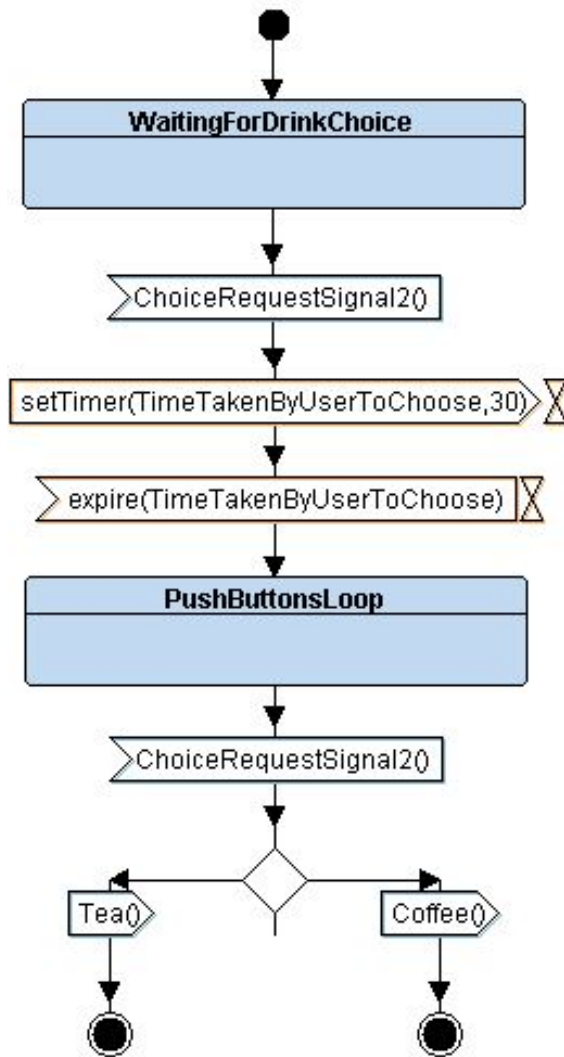 WaitingForDrinkChoice
ChoiceRequestSignal2()
setTimer(TimeTakenByUserToChoose,30)
expire(TimeTakenByUserToChoose)
PushButtonsLoop
ChoiceRequestSignal2()
Tea()
Coffee()